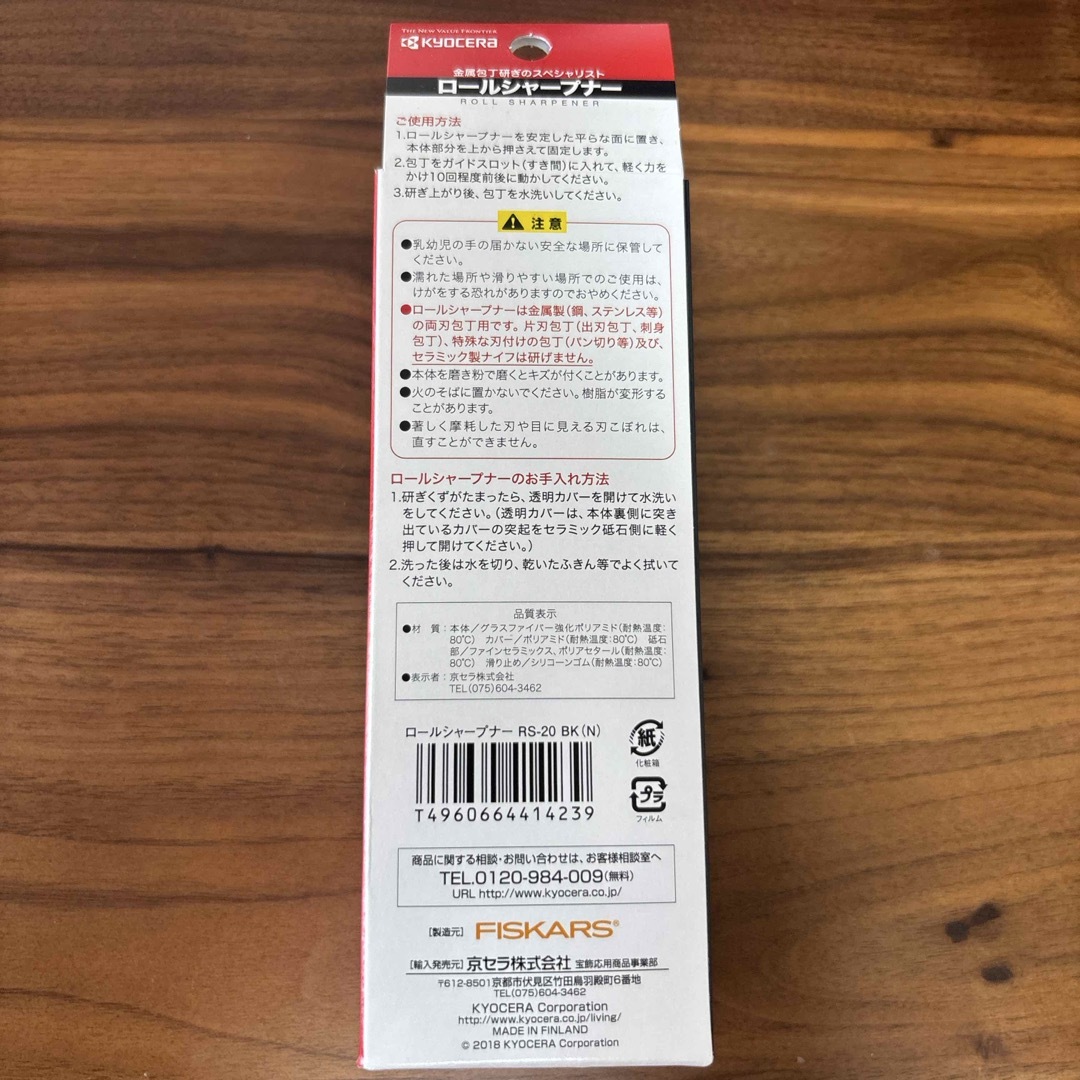 THE NEW VALUE FRONTIER
KYOCERA
金属包丁研ぎのスペシャリスト
ロールシャープナー
ROLL SHARPENER
ご使用方法
1.ロールシャープナーを安定した平らな面に置き、
本体部分を上から押さえて固定します。
2.包丁をガイドスロット(すき間)に入れて、軽く力を
かけ10回程度前後に動かしてください。
3.研ぎ上がり後、包丁を水洗いしてください。
注意
●乳幼児の手の届かない安全な場所に保管して
ください。
●濡れた場所や滑りやすい場所でのご使用は、
けがをする恐れがありますのでおやめください。
●ロールシャープナーは金属製(鋼、ステンレス等)
の両刃包丁用です。片刃包丁(出刃包丁、刺身
包丁)、特殊な刃付けの包丁(パン切り等)及び、
セラミック製ナイフは研げません。
●本体を磨き粉で磨くとキズが付くことがあります。
●火のそばに置かないでください。樹脂が変形する
ことがあります。
●著しく摩耗した刃や目に見える刃こぼれは、
直すことができません。
ロールシャープナーのお手入れ方法
1.研ぎくずがたまったら、透明カバーを開けて水洗い
をしてください。(透明カバーは、本体裏側に突き
出ているカバーの突起をセラミック砥石側に軽く
押して開けてください。)
2.洗った後は水を切り、乾いたふきん等でよく拭いて
ください。
品質表示
●材 質:本体/グラスファイバー強化ポリアミド(耐熱温度:
80℃) カバー/ポリアミド(耐熱温度:80℃) 砥石
部/ファインセラミックス、ポリアセタール(耐熱温度:
80℃) 滑り止め/シリコーンゴム(耐熱温度:80℃)
●表示者:京セラ株式会社
TEL(075)604-3462
ロールシャープナー RS-20 BK(N)
紙
化粧箱
プラ
フィルム
T4960664414239
商品に関する相談・お問い合わせは、お客様相談室へ
TEL.0120-984-009(無料)
URL http://www.kyocera.co.jp/
[製造元] FISKARS®
[輸入発売元] 京セラ株式会社 宝飾応用商品事業部
〒612-8501京都市伏見区竹田鳥羽殿町6番地
TEL(075)604-3462
KYOCERA Corporation
http://www.kyocera.co.jp/living/
MADE IN FINLAND
© 2018 KYOCERA Corporation